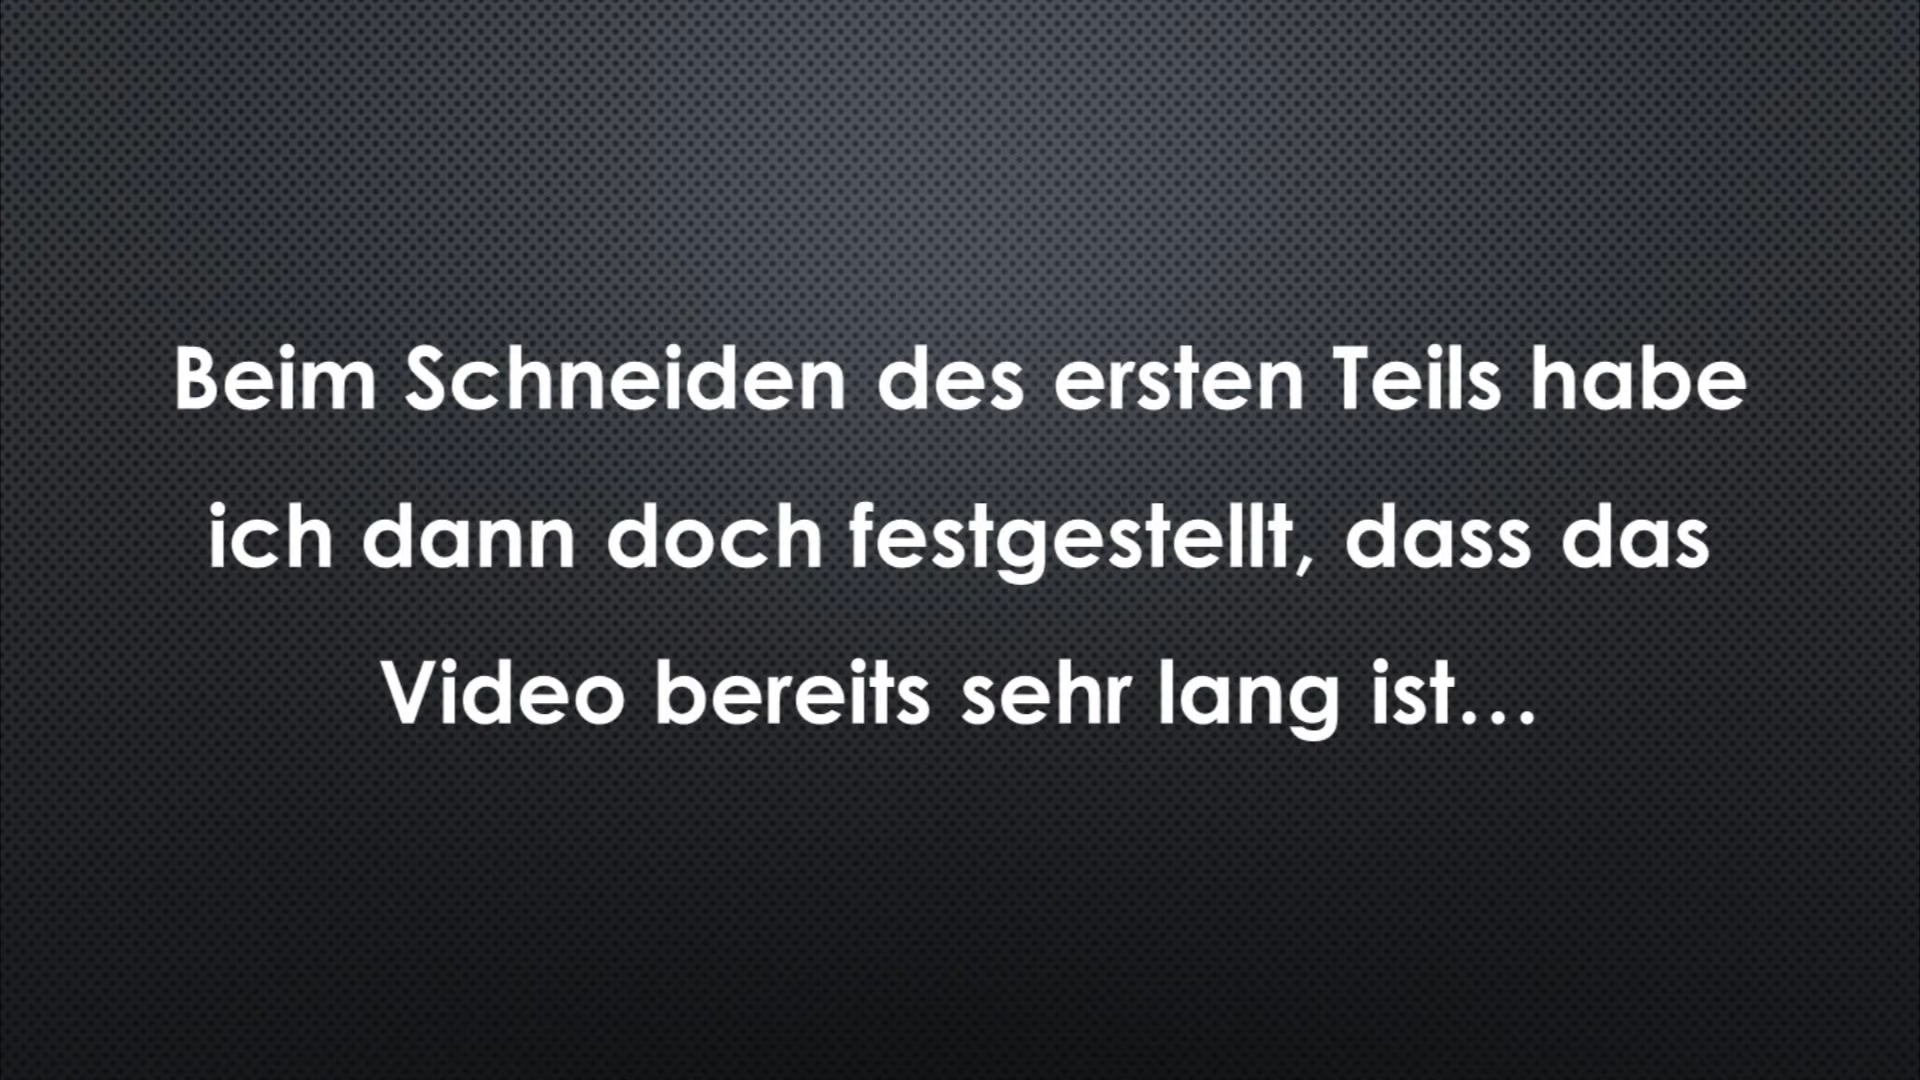 Beim Schneiden des ersten Teils habe
ich dann doch festgestellt, dass das
Video bereits sehr lang ist…